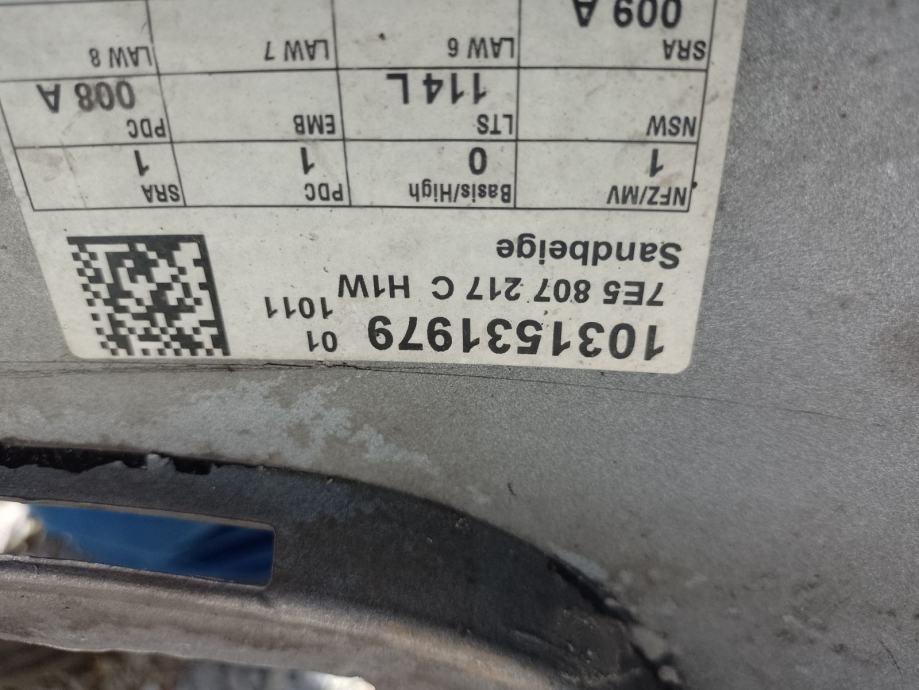 1031531979 01
7E5 807 217 C H1W 1011
Sandbeige
NFZ/MV Basis/High PDC SRA
1 0 1 1
NSW LTS EMB PDC
114 L 008 A
SRA LAW 6 LAW 7 LAW 8
009 A